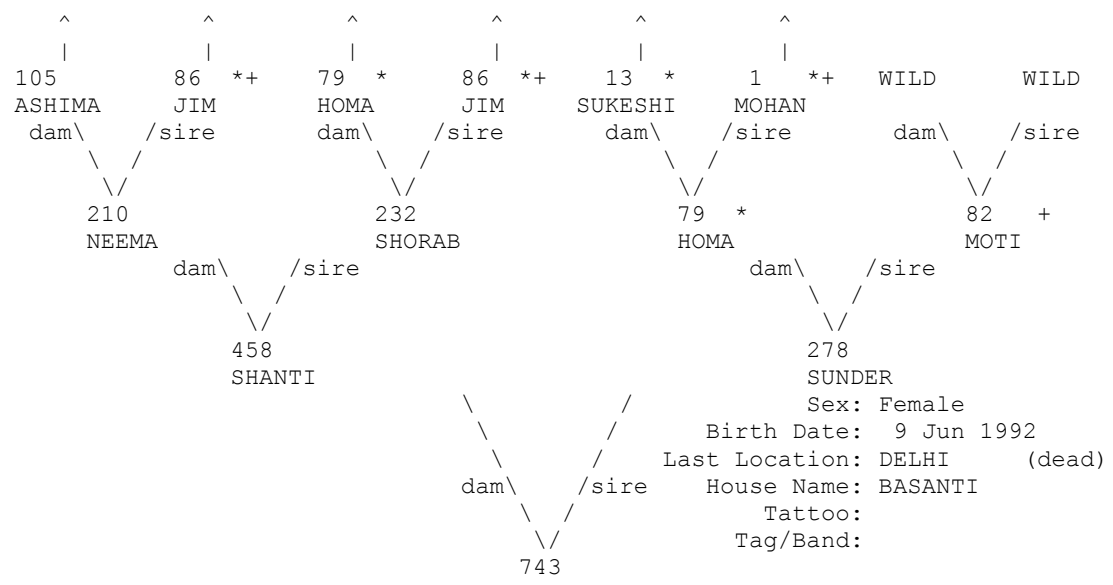 ^ ^ ^ ^ ^ ^
| | | | | |
105 86 *+ 79 * 86 *+ 13 * 1 *+ WILD WILD
ASHIMA JIM HOMA JIM SUKESHI MOHAN
dam\ /sire dam\ /sire dam\ /sire dam\ /sire
\ / \ / \ / \ /
\/ \/ \/ \/
210 232 79 * 82 +
NEEMA SHORAB HOMA MOTI
dam\ /sire dam\ /sire
\ / \ /
\/ \/
458 278
SHANTI SUNDER
\ / Sex: Female
\ / Birth Date: 9 Jun 1992
\ / Last Location: DELHI (dead)
dam\ /sire House Name: BASANTI
\ / Tattoo:
\/ Tag/Band:
743